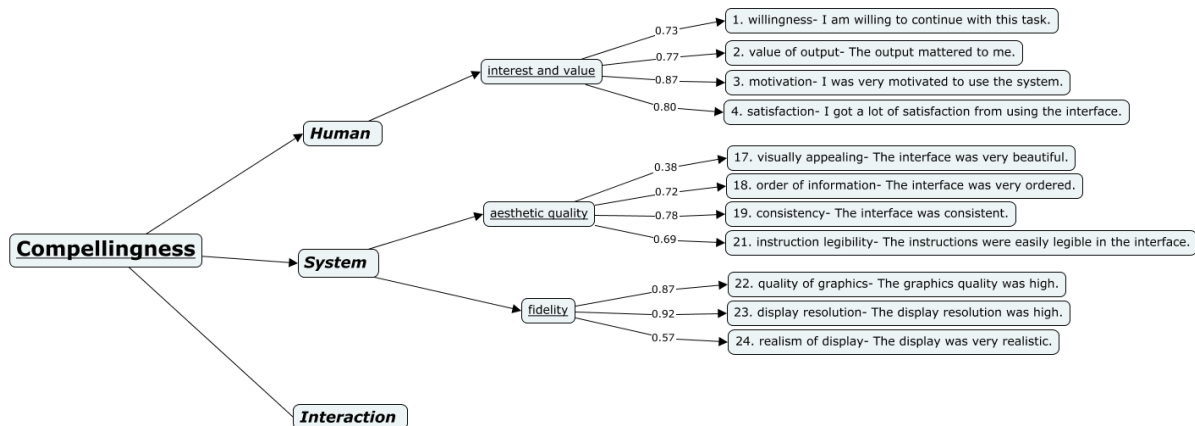 Compellingness
Human
interest and value
0.73
1. willingness- I am willing to continue with this task.
0.77
2. value of output- The output mattered to me.
0.87
3. motivation- I was very motivated to use the system.
0.80
4. satisfaction- I got a lot of satisfaction from using the interface.
System
aesthetic quality
0.38
17. visually appealing- The interface was very beautiful.
0.72
18. order of information- The interface was very ordered.
0.78
19. consistency- The interface was consistent.
0.69
21. instruction legibility- The instructions were easily legible in the interface.
fidelity
0.87
22. quality of graphics- The graphics quality was high.
0.92
23. display resolution- The display resolution was high.
0.57
24. realism of display- The display was very realistic.
Interaction